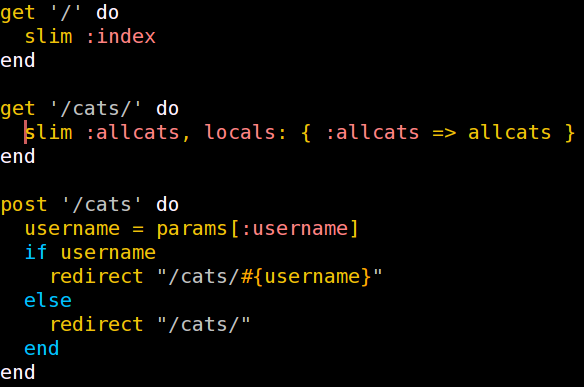 get '/' do
  slim :index
end

get '/cats/' do
  slim :allcats, locals: { :allcats => allcats }
end

post '/cats' do
  username = params[:username]
  if username
    redirect "/cats/#{username}"
  else
    redirect "/cats/"
  end
end